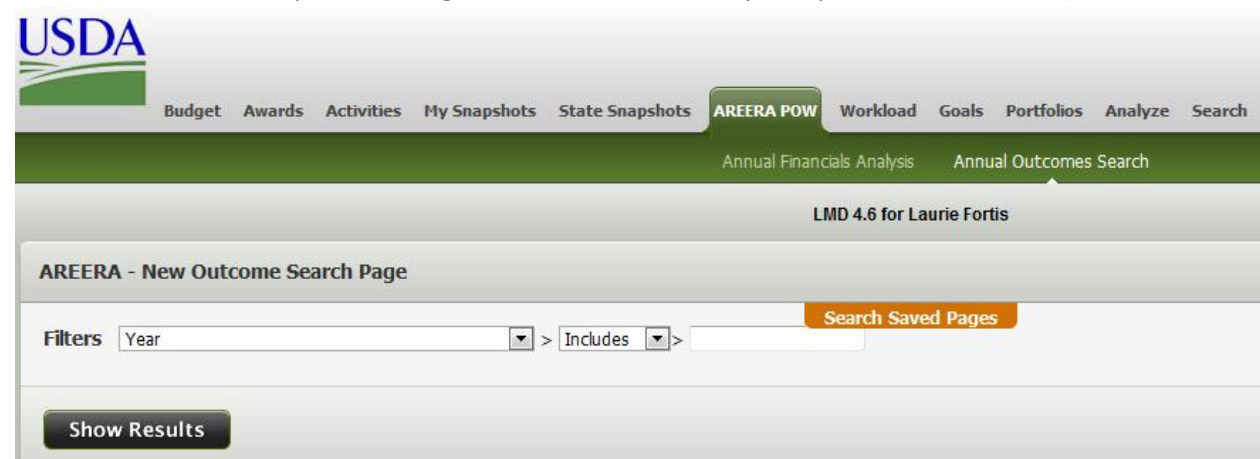 USDA
Budget Awards Activities My Snapshots State Snapshots AREERA POW Workload Goals Portfolios Analyze Search
Annual Financials Analysis Annual Outcomes Search
LMD 4.6 for Laurie Fortis
AREERA - New Outcome Search Page
Search Saved Pages
Filters Year > Includes >
Show Results